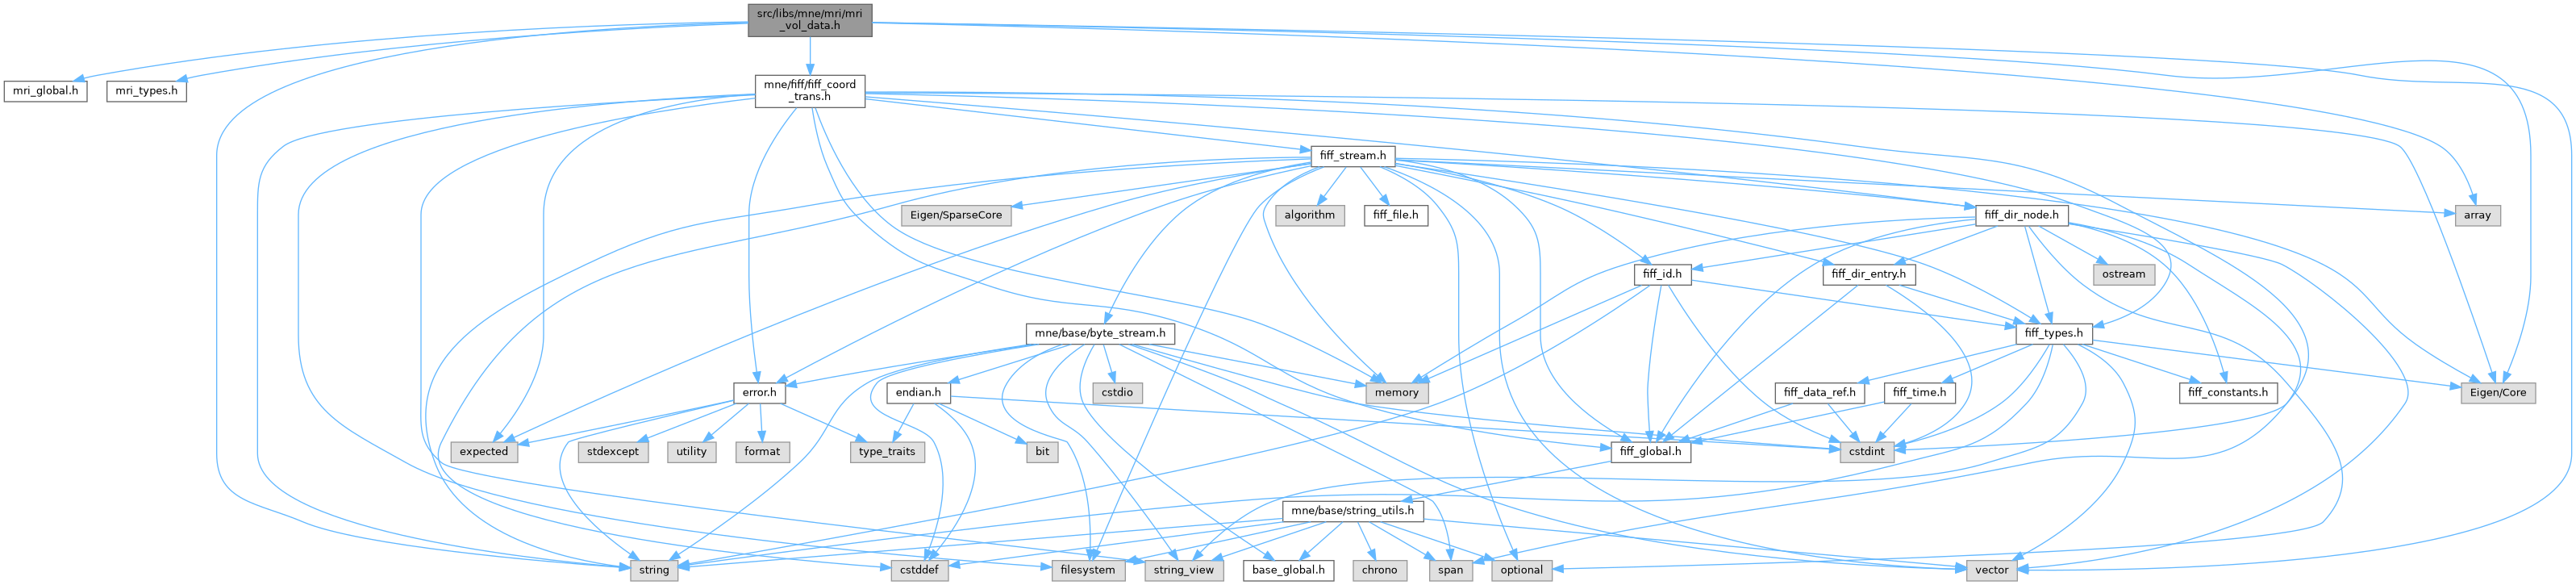 src/libs/mne/mri/mri
_vol_data.h
mri_global.h
mri_types.h
mne/fiff/fiff_coord
_trans.h
fiff_stream.h
Eigen/SparseCore
algorithm
fiff_file.h
fiff_dir_node.h
array
fiff_id.h
fiff_dir_entry.h
ostream
mne/base/byte_stream.h
fiff_types.h
error.h
endian.h
cstdio
memory
fiff_data_ref.h
fiff_time.h
fiff_constants.h
Eigen/Core
expected
stdexcept
utility
format
type_traits
bit
fiff_global.h
cstdint
mne/base/string_utils.h
string
cstddef
filesystem
string_view
base_global.h
chrono
span
optional
vector